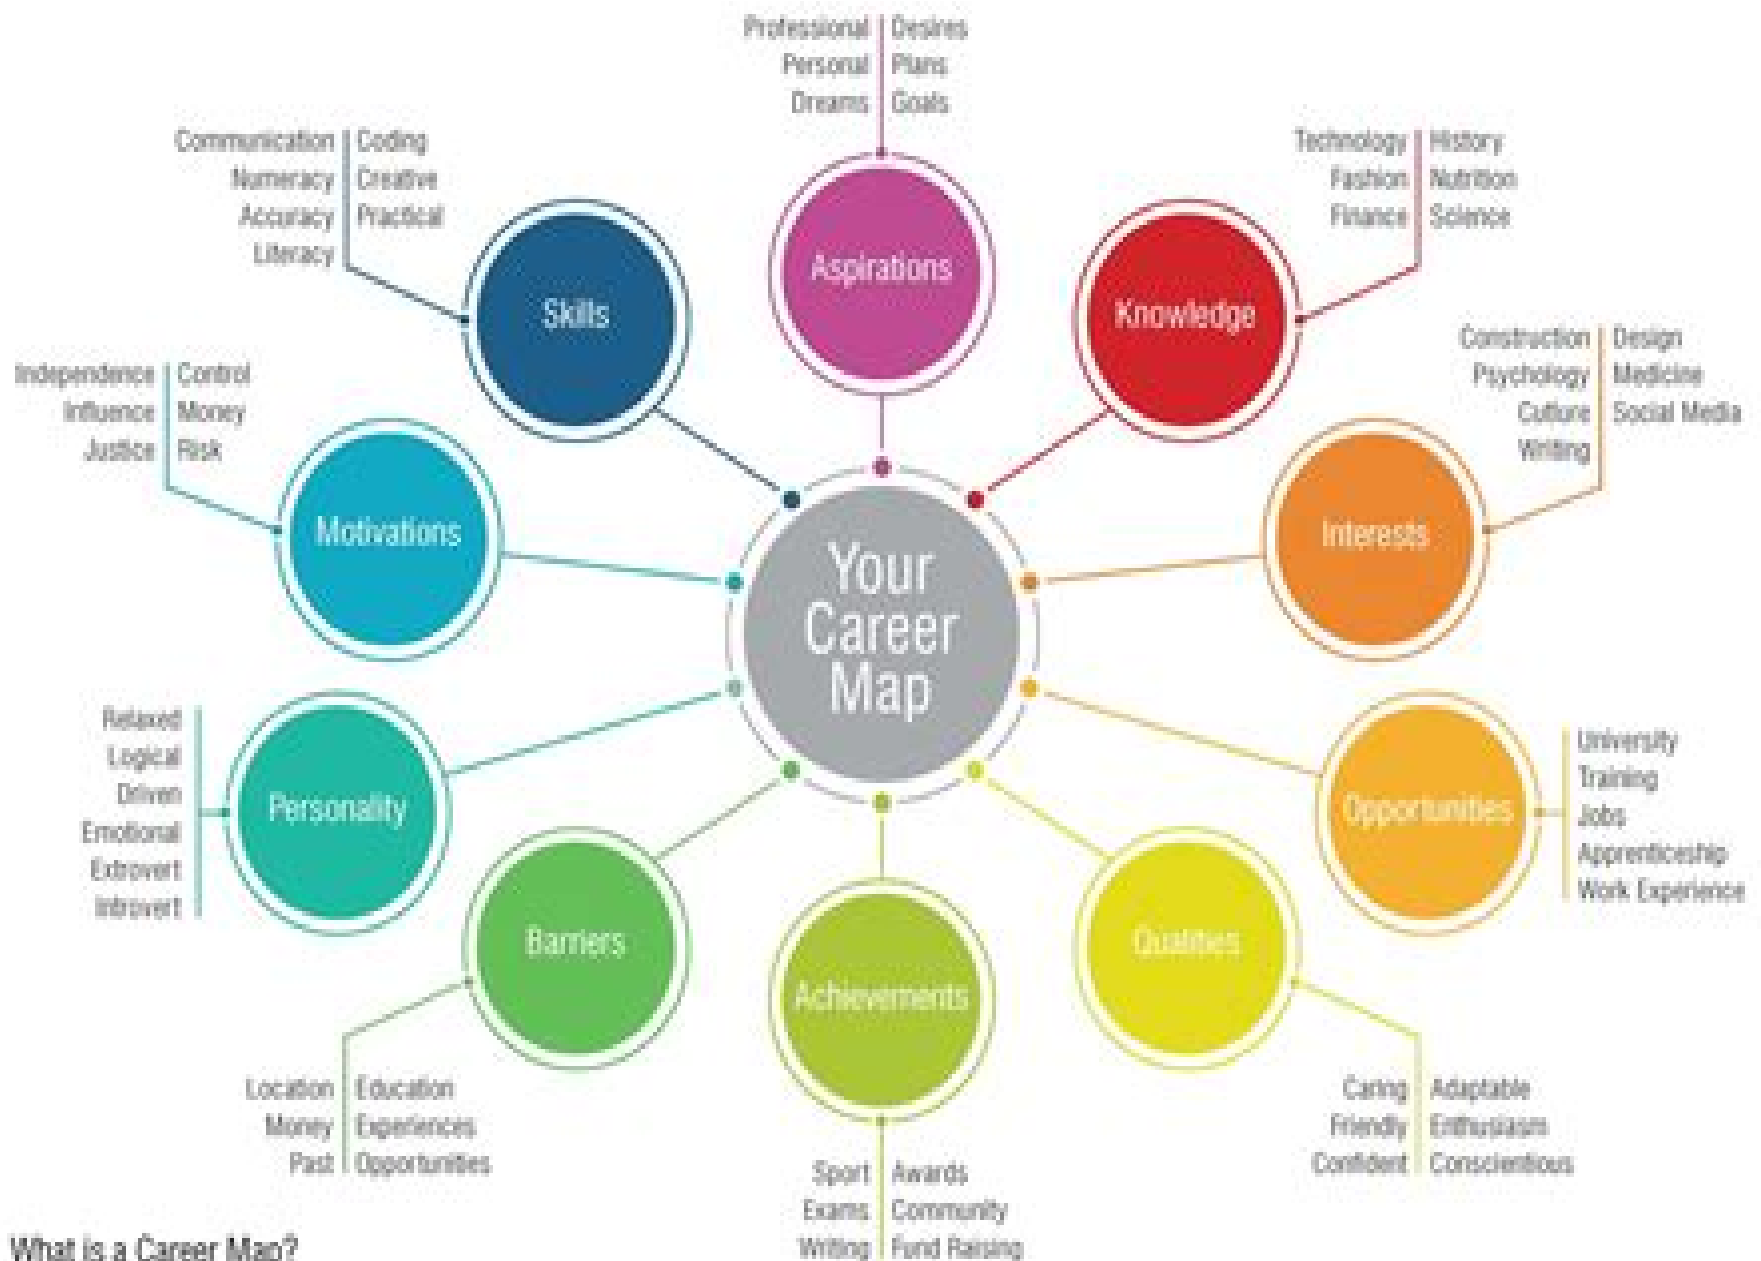 Professional Desires
Personal Plans
Dreams Goals
Aspirations
Communication Coding
Numeracy Creative
Accuracy Practical
Literacy
Skills
Technology History
Fashion Nutrition
Finance Science
Knowledge
Independence Control
Influence Money
Justice Risk
Motivations
Construction Design
Psychology Medicine
Cutlure Social Media
Writing
Interests
Your
Career
Map
Relaxed
Logical
Driven
Emotional
Extrovert
Introvert
Personality
University
Training
Jobs
Apprenticeship
Work Experience
Opportunities
Barriers
Location Education
Money Experiences
Past Opportunities
Achievements
Sport Awards
Exams Community
Writing Fund Raising
Qualities
Caring Adaptable
Friendly Enthusiasm
Confident Conscientious
What is a Career Map?